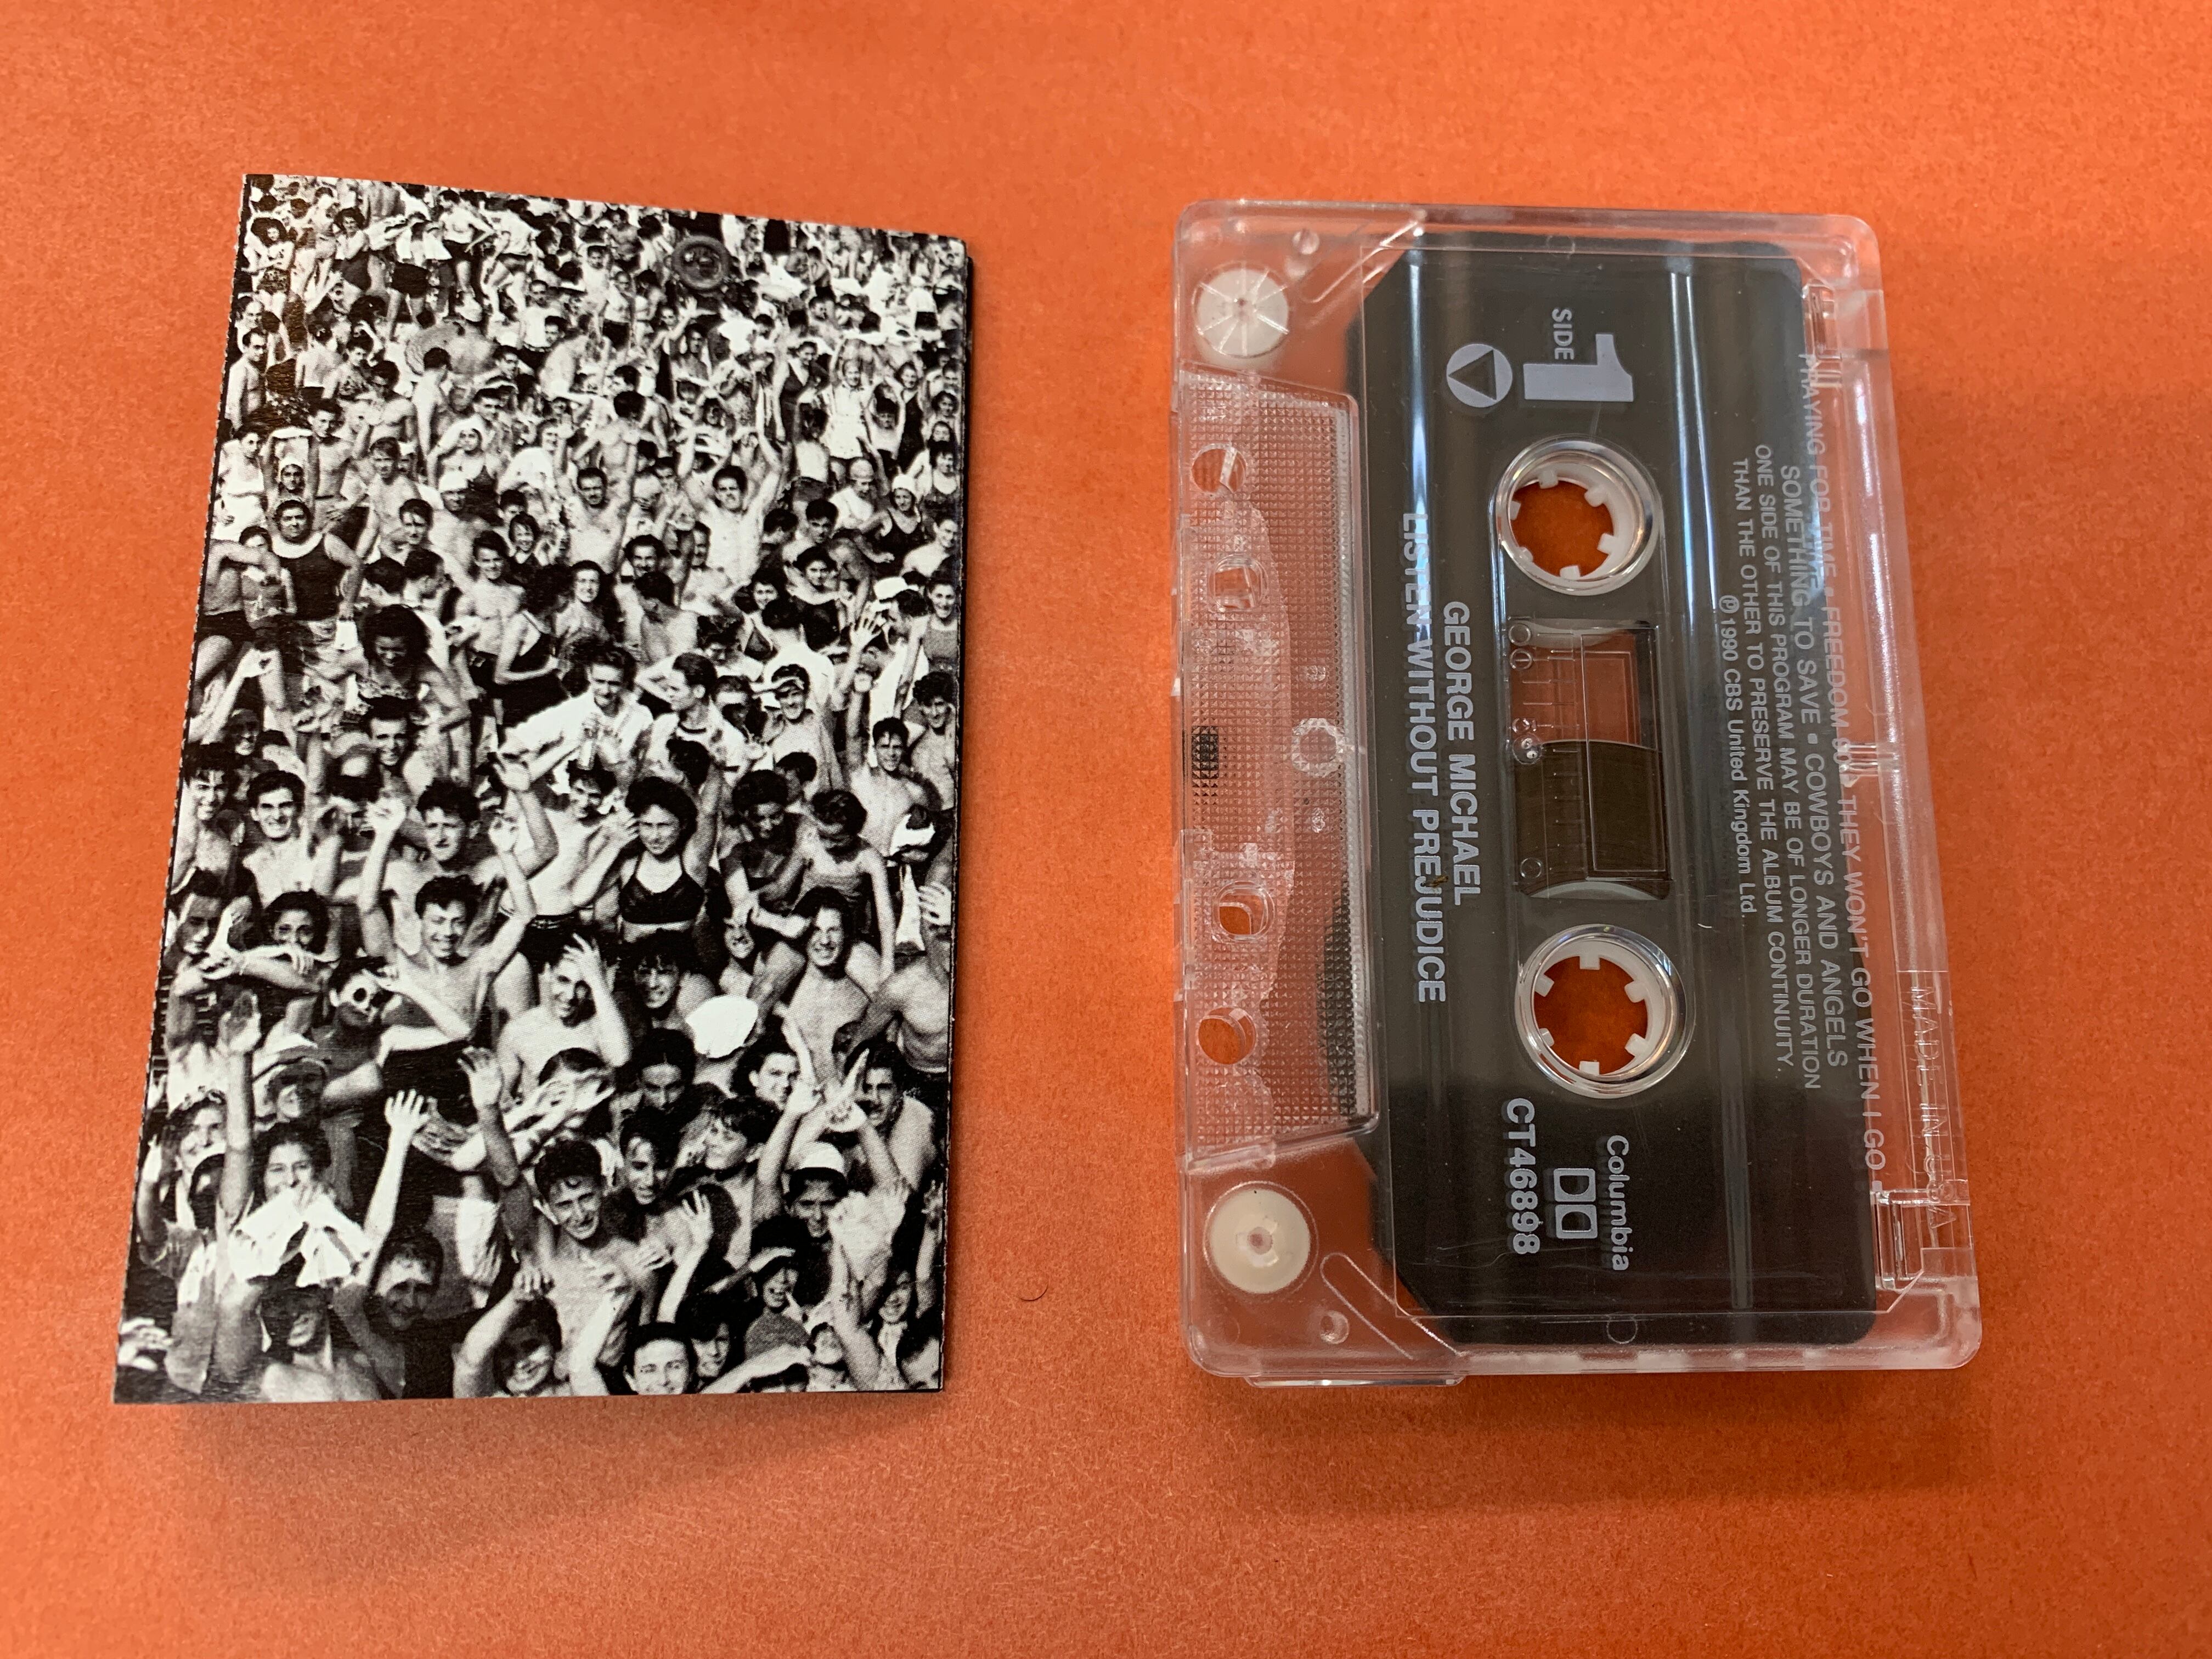 SIDE
1
GEORGE MICHAEL
LISTEN WITHOUT PREJUDICE
Columbia
CT46898
PRAYING FOR TIME • FREEDOM 90 • THEY WON'T GO WHEN I GO •
SOMETHING TO SAVE • COWBOYS AND ANGELS
ONE SIDE OF THIS PROGRAM MAY BE OF LONGER DURATION
THAN THE OTHER TO PRESERVE THE ALBUM CONTINUITY.
℗ 1990 CBS United Kingdom Ltd.
MADE IN U.S.A.